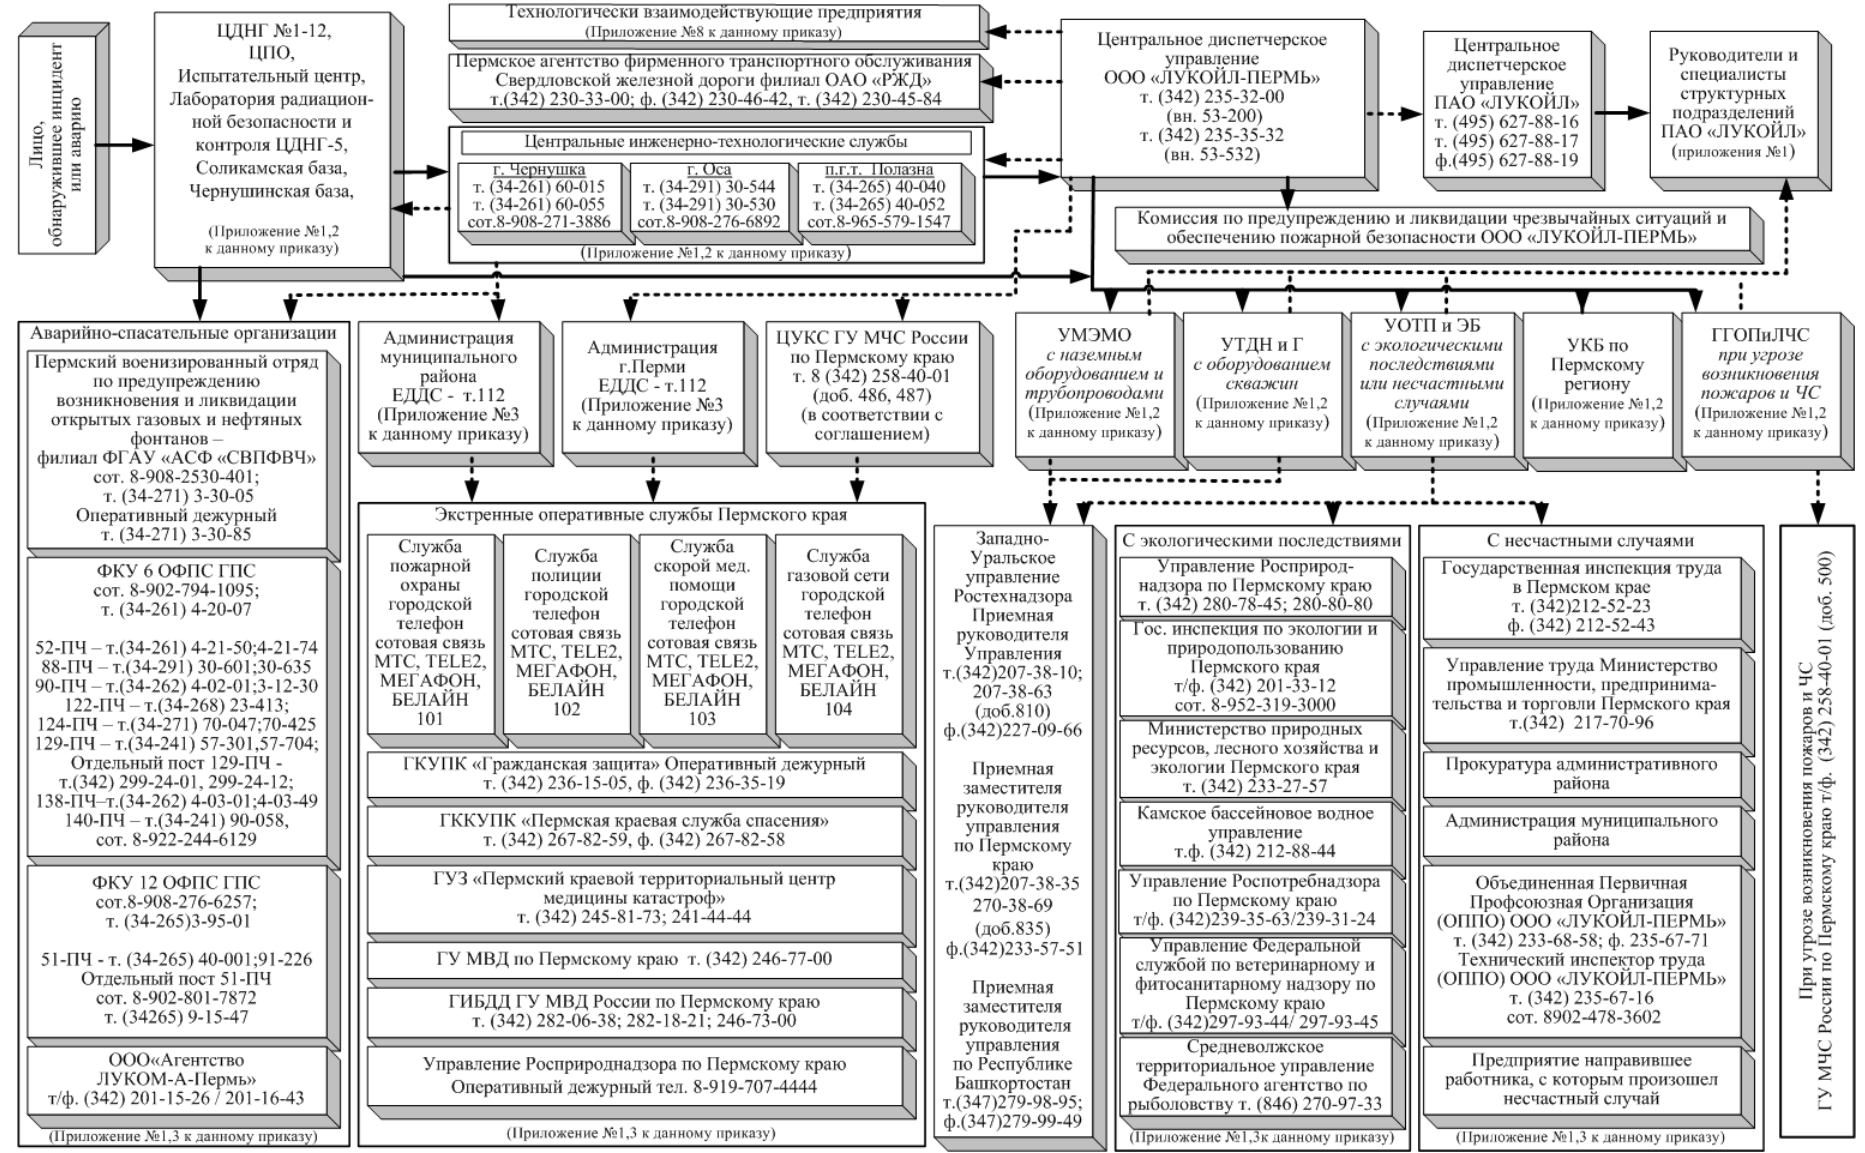 Лицо,
обнаружившее инцидент
или аварию
ЦДНГ №1-12,
ЦПО,
Испытательный центр,
Лаборатория радиацион-
ной безопасности и
контроля ЦДНГ-5,
Соликамская база,
Чернушинская база,
(Приложение №1,2
к данному приказу)
Технологически взаимодействующие предприятия
(Приложение №8 к данному приказу)
Пермское агентство фирменного транспортного обслуживания
Свердловской железной дороги филиал ОАО «РЖД»
т.(342) 230-33-00; ф. (342) 230-46-42, т. (342) 230-45-84
Центральные инженерно-технологические службы
г. Чернушка
т. (34-261) 60-015
т. (34-261) 60-055
сот.8-908-271-3886
г. Оса
т. (34-291) 30-544
т. (34-291) 30-530
сот.8-908-276-6892
п.г.т. Полазна
т. (34-265) 40-040
т. (34-265) 40-052
сот.8-965-579-1547
(Приложение №1,2 к данному приказу)
Центральное диспетчерское
управление
ООО «ЛУКОЙЛ-ПЕРМЬ»
т. (342) 235-32-00
(вн. 53-200)
т. (342) 235-35-32
(вн. 53-532)
Центральное
диспетчерское
управление
ПАО «ЛУКОЙЛ»
т. (495) 627-88-16
т. (495) 627-88-17
ф.(495) 627-88-19
Руководители и
специалисты
структурных
подразделений
ПАО «ЛУКОЙЛ»
(приложения №1)
Комиссия по предупреждению и ликвидации чрезвычайных ситуаций и
обеспечению пожарной безопасности ООО «ЛУКОЙЛ-ПЕРМЬ»
Аварийно-спасательные организации
Пермский военизированный отряд
по предупреждению
возникновения и ликвидации
открытых газовых и нефтяных
фонтанов –
филиал ФГАУ «АСФ «СВПФВЧ»
сот. 8-908-2530-401;
т. (34-271) 3-30-05
Оперативный дежурный
т. (34-271) 3-30-85
ФКУ 6 ОФПС ГПС
сот. 8-902-794-1095;
т. (34-261) 4-20-07
52-ПЧ – т.(34-261) 4-21-50;4-21-74
88-ПЧ – т.(34-291) 30-601;30-635
90-ПЧ – т.(34-262) 4-02-01;3-12-30
122-ПЧ – т.(34-268) 23-413;
124-ПЧ – т.(34-271) 70-047;70-425
129-ПЧ – т.(34-241) 57-301,57-704;
Отдельный пост 129-ПЧ -
т.(342) 299-24-01, 299-24-12;
138-ПЧ–т.(34-262) 4-03-01;4-03-49
140-ПЧ – т.(34-241) 90-058,
сот. 8-922-244-6129
ФКУ 12 ОФПС ГПС
сот.8-908-276-6257;
т. (34-265)3-95-01
51-ПЧ - т. (34-265) 40-001;91-226
Отдельный пост 51-ПЧ
сот. 8-902-801-7872
т. (34265) 9-15-47
ООО«Агентство
ЛУКОМ-А-Пермь»
т/ф. (342) 201-15-26 / 201-16-43
(Приложение №1,3 к данному приказу)
Администрация
муниципального
района
ЕДДС - т.112
(Приложение №3
к данному приказу)
Администрация
г.Перми
ЕДДС - т.112
(Приложение №3
к данному приказу)
ЦУКС ГУ МЧС России
по Пермскому краю
т. 8 (342) 258-40-01
(доб. 486, 487)
(в соответствии с
соглашением)
УМЭМО
с наземным
оборудованием и
трубопроводами
(Приложение №1,2
к данному приказу)
УТДН и Г
с оборудованием
скважин
(Приложение №1,2
к данному приказу)
УОТП и ЭБ
с экологическими
последствиями
или несчастными
случаями
(Приложение №1,2
к данному приказу)
УКБ по
Пермскому
региону
(Приложение №1,2
к данному приказу)
ГГОПиЛЧС
при угрозе
возникновения
пожаров и ЧС
(Приложение №1,2
к данному приказу)
Экстренные оперативные службы Пермского края
Служба
пожарной
охраны
городской
телефон
сотовая связь
МТС, TELE2,
МЕГАФОН,
БЕЛАЙН
101
Служба
полиции
городской
телефон
сотовая связь
МТС, TELE2,
МЕГАФОН,
БЕЛАЙН
102
Служба
скорой мед.
помощи
городской
телефон
сотовая связь
МТС, TELE2,
МЕГАФОН,
БЕЛАЙН
103
Служба
газовой сети
городской
телефон
сотовая связь
МТС, TELE2,
МЕГАФОН,
БЕЛАЙН
104
ГКУПК «Гражданская защита» Оперативный дежурный
т. (342) 236-15-05, ф. (342) 236-35-19
ГККУПК «Пермская краевая служба спасения»
т. (342) 267-82-59, ф. (342) 267-82-58
ГУЗ «Пермский краевой территориальный центр
медицины катастроф»
т. (342) 245-81-73; 241-44-44
ГУ МВД по Пермскому краю т. (342) 246-77-00
ГИБДД ГУ МВД России по Пермскому краю
т. (342) 282-06-38; 282-18-21; 246-73-00
Управление Росприроднадзора по Пермскому краю
Оперативный дежурный тел. 8-919-707-4444
(Приложение №1,3 к данному приказу)
Западно-
Уральское
управление
Ростехнадзора
Приемная
руководителя
Управления
т.(342)207-38-10;
207-38-63
(доб.810)
ф.(342)227-09-66
Приемная
заместителя
руководителя
управления
по Пермскому
краю
т.(342)207-38-35
270-38-69
(доб.835)
ф.(342)233-57-51
Приемная
заместителя
руководителя
управления
по Республике
Башкортостан
т.(347)279-98-95;
ф.(347)279-99-49
С экологическими последствиями
Управление Росприрод-
надзора по Пермскому краю
т. (342) 280-78-45; 280-80-80
Гос. инспекция по экологии и
природопользованию
Пермского края
т/ф. (342) 201-33-12
сот. 8-952-319-3000
Министерство природных
ресурсов, лесного хозяйства и
экологии Пермского края
т. (342) 233-27-57
Камское бассейновое водное
управление
т.ф. (342) 212-88-44
Управление Роспотребнадзора
по Пермскому краю
т/ф. (342)239-35-63/239-31-24
Управление Федеральной
службой по ветеринарному и
фитосанитарному надзору по
Пермскому краю
т/ф. (342)297-93-44/ 297-93-45
Средневолжское
территориальное управление
Федерального агентство по
рыболовству т. (846) 270-97-33
(Приложение №1,3к данному приказу)
С несчастными случаями
Государственная инспекция труда
в Пермском крае
т. (342)212-52-23
ф. (342) 212-52-43
Управление труда Министерство
промышленности, предпринима-
тельства и торговли Пермского края
т.(342) 217-70-96
Прокуратура административного
района
Администрация муниципального
района
Объединенная Первичная
Профсоюзная Организация
(ОППО) ООО «ЛУКОЙЛ-ПЕРМЬ»
т. (342) 233-68-58; ф. 235-67-71
Технический инспектор труда
(ОППО) ООО «ЛУКОЙЛ-ПЕРМЬ»
т. (342) 235-67-16
сот. 8902-478-3602
Предприятие направившее
работника, с которым произошел
несчастный случай
(Приложение №1,3 к данному приказу)
При угрозе возникновения пожаров и ЧС
ГУ МЧС России по Пермскому краю т/ф. (342) 258-40-01 (доб. 500)